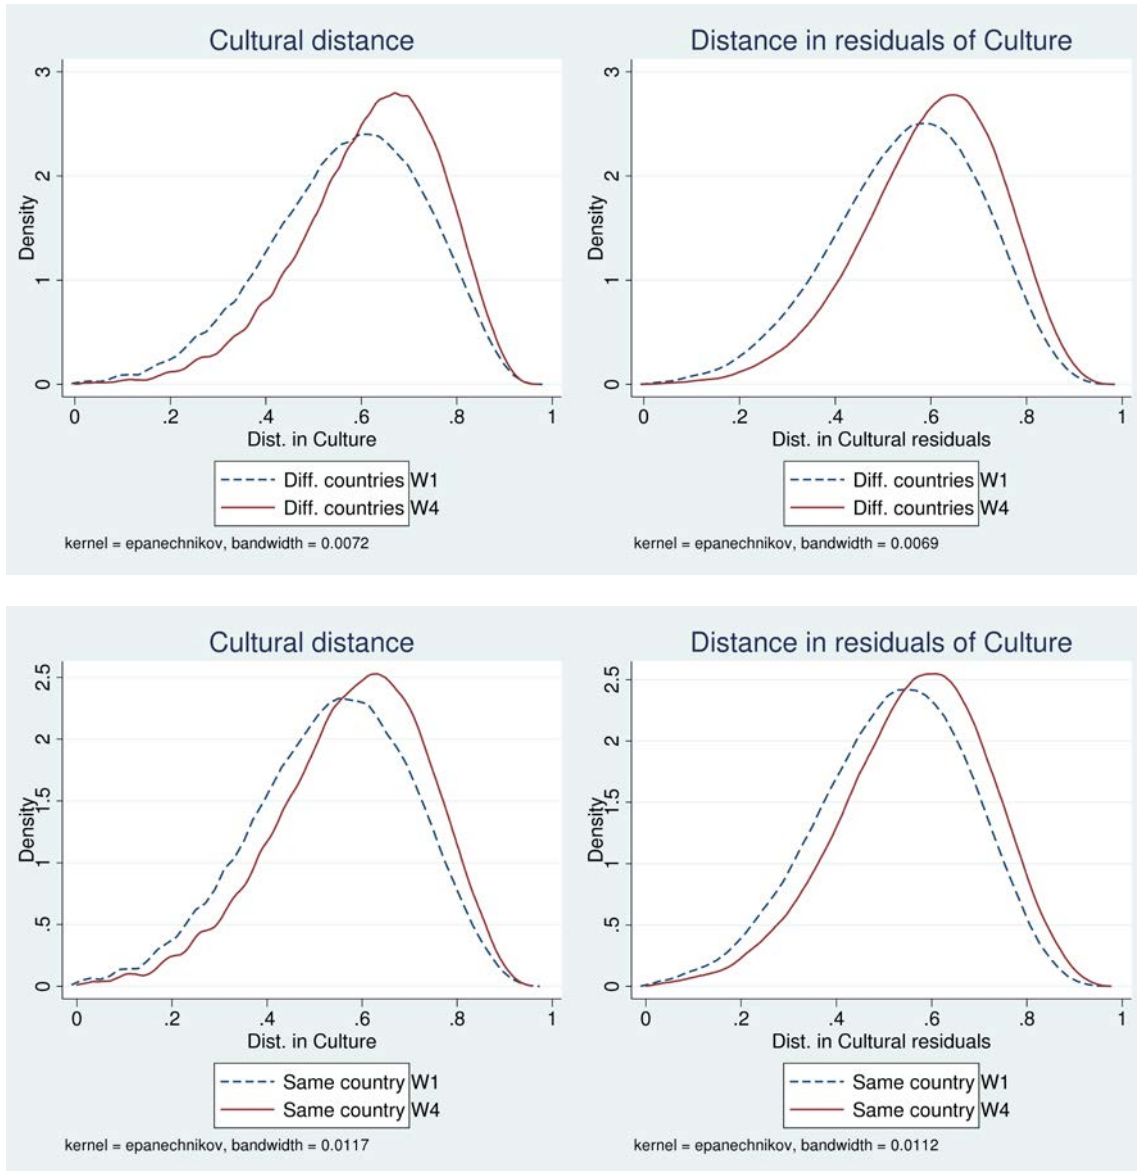 Cultural distance
3
2
1
0
Density
0 .2 .4 .6 .8 1
Dist. in Culture
Diff. countries W1
Diff. countries W4
kernel = epanechnikov, bandwidth = 0.0072
Distance in residuals of Culture
3
2
1
0
Density
0 .2 .4 .6 .8 1
Dist. in Cultural residuals
Diff. countries W1
Diff. countries W4
kernel = epanechnikov, bandwidth = 0.0069
Cultural distance
2.5
2
1.5
1
.5
0
Density
0 .2 .4 .6 .8 1
Dist. in Culture
Same country W1
Same country W4
kernel = epanechnikov, bandwidth = 0.0117
Distance in residuals of Culture
2.5
2
1.5
1
.5
0
Density
0 .2 .4 .6 .8 1
Dist. in Cultural residuals
Same country W1
Same country W4
kernel = epanechnikov, bandwidth = 0.0112